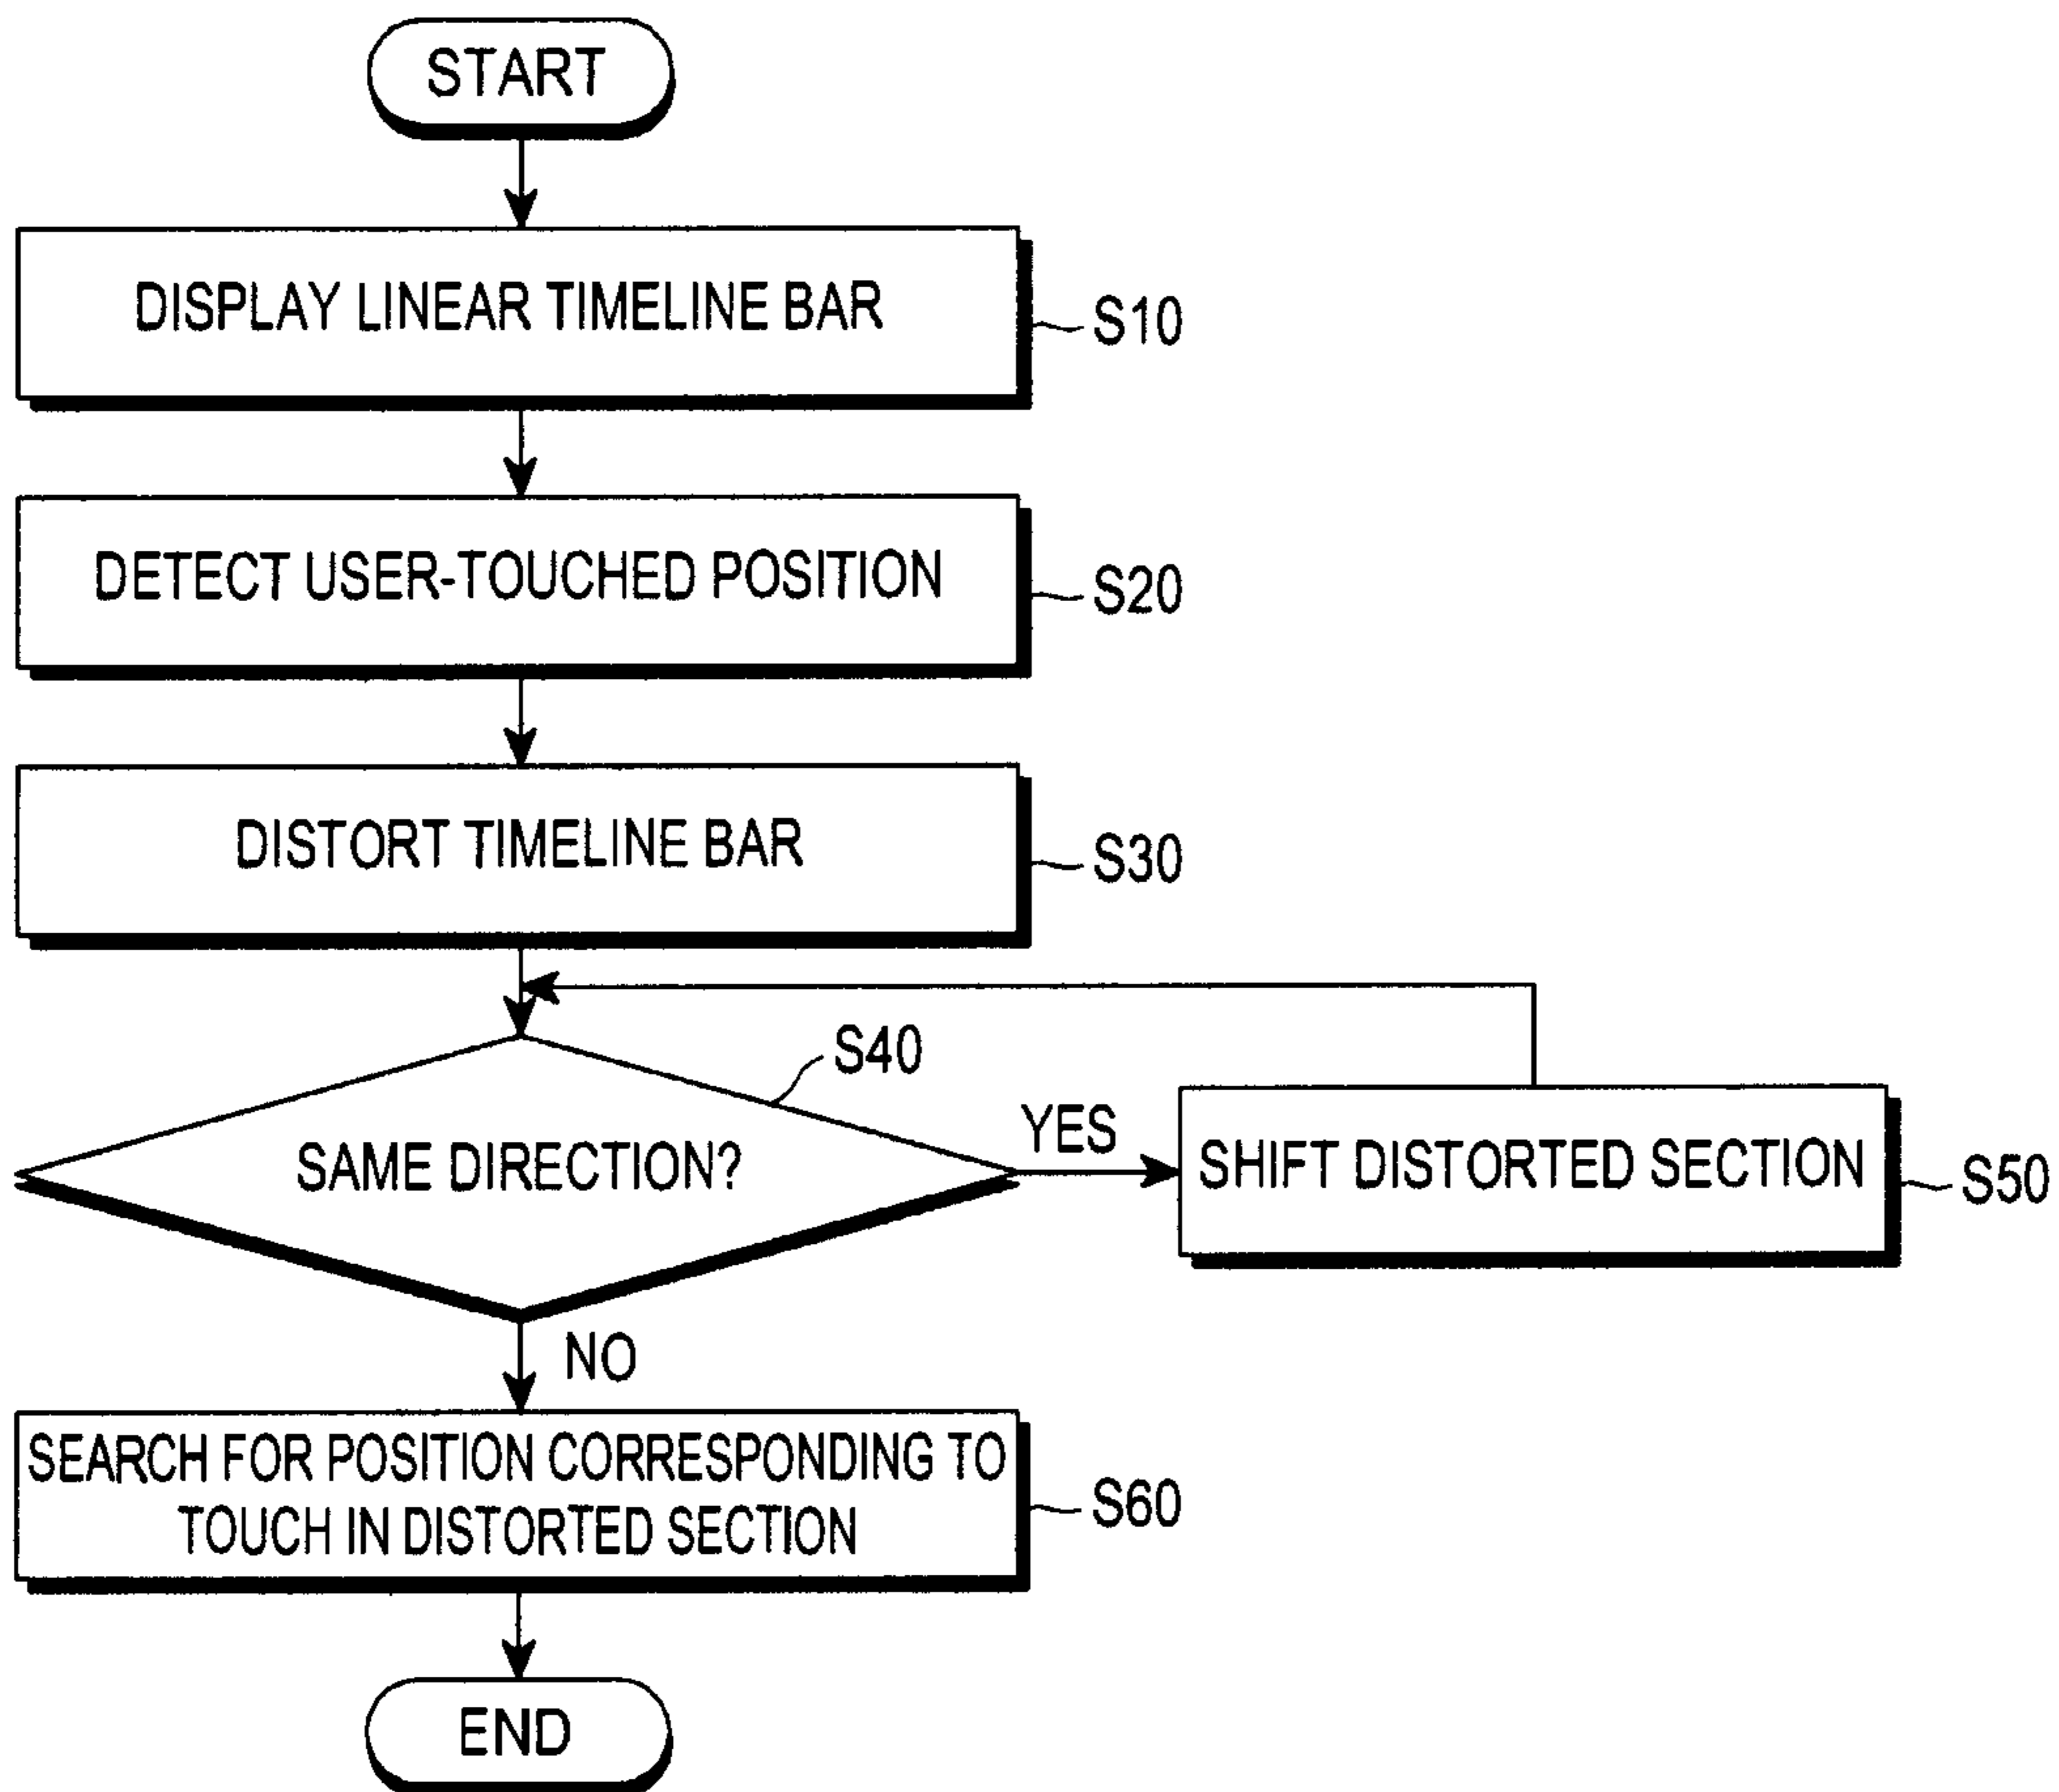 START
DISPLAY LINEAR TIMELINE BAR
S10
DETECT USER-TOUCHED POSITION
S20
DISTORT TIMELINE BAR
S30
S40
SAME DIRECTION?
YES
SHIFT DISTORTED SECTION
S50
NO
SEARCH FOR POSITION CORRESPONDING TO
TOUCH IN DISTORTED SECTION
S60
END